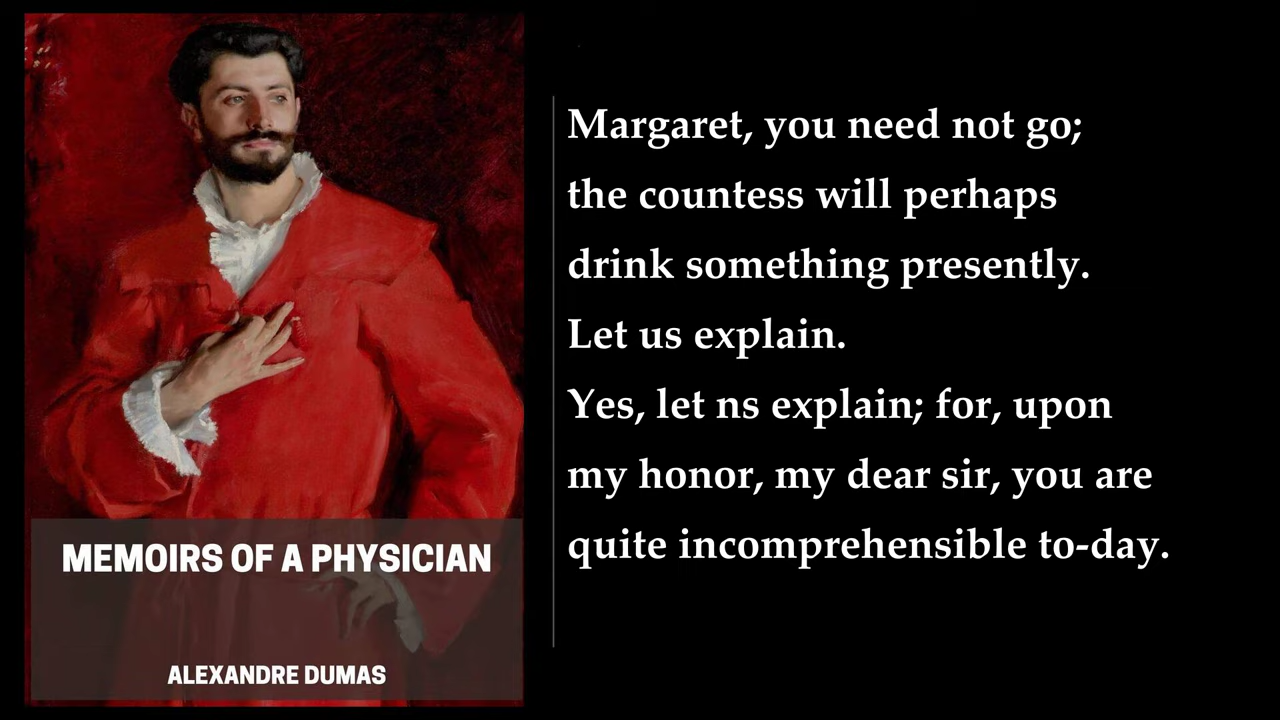 MEMOIRS OF A PHYSICIAN
ALEXANDRE DUMAS
Margaret, you need not go;
the countess will perhaps
drink something presently.
Let us explain.
Yes, let ns explain; for, upon
my honor, my dear sir, you are
quite incomprehensible to-day.